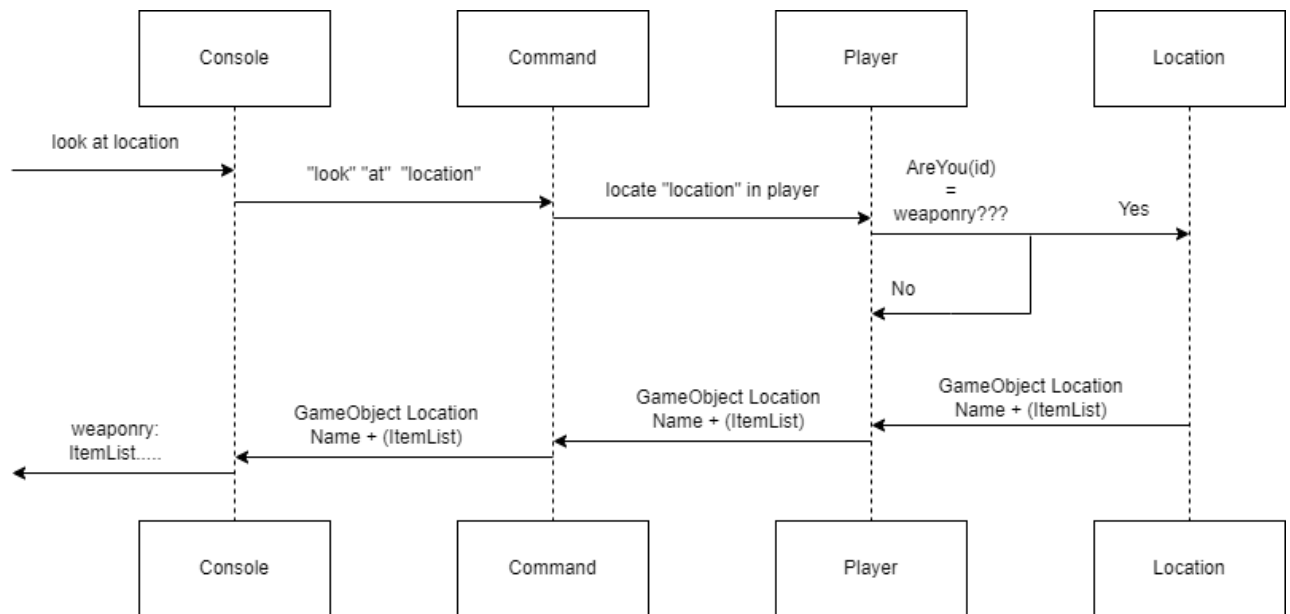 Console
Command
Player
Location
look at location
"look" "at" "location"
locate "location" in player
AreYou(id)
=
weaponry???
Yes
No
GameObject Location
Name + (ItemList)
GameObject Location
Name + (ItemList)
GameObject Location
Name + (ItemList)
weaponry:
ItemList.....
Console
Command
Player
Location